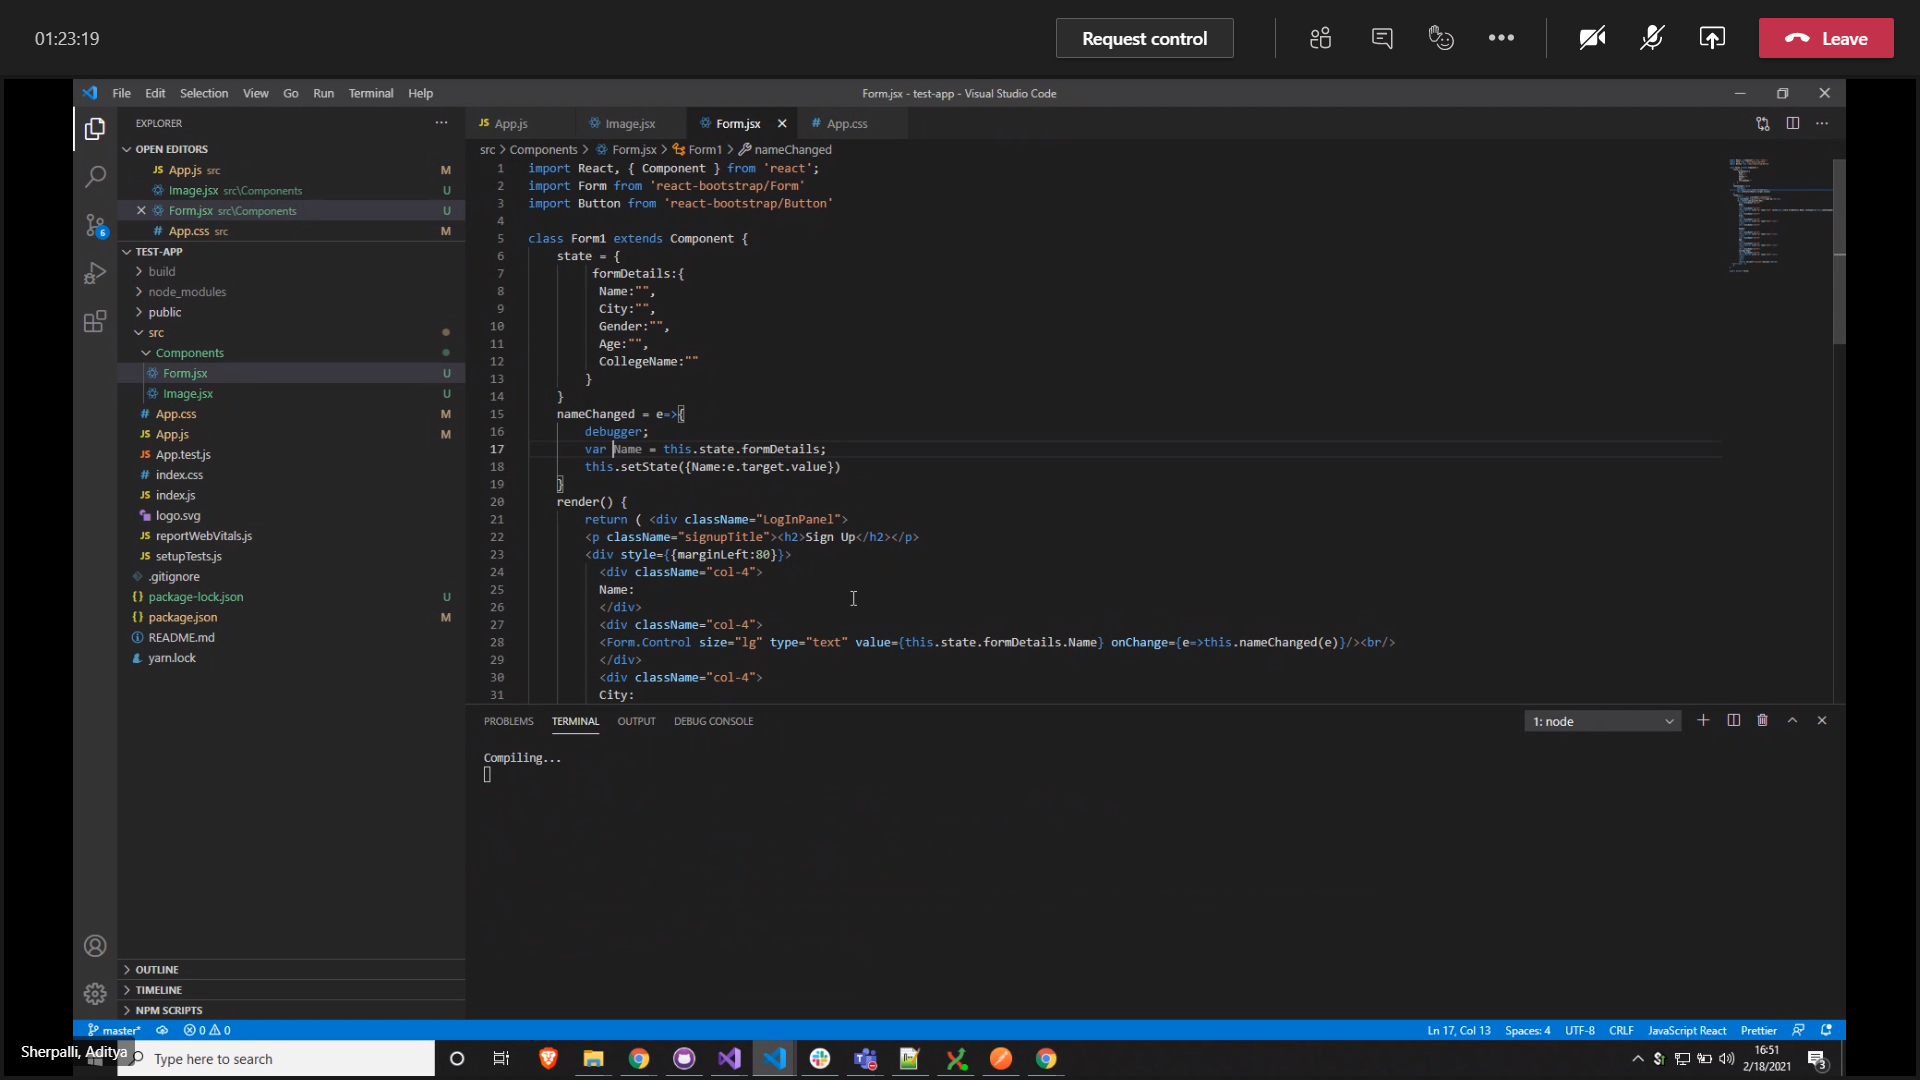 01:23:19
Request control
Leave
File Edit Selection View Go Run Terminal Help
Form.jsx - test-app - Visual Studio Code
EXPLORER
OPEN EDITORS
JS App.js src M
Image.jsx src\Components U
Form.jsx src\Components U
# App.css src M
TEST-APP
build
node_modules
public
src
Components
Form.jsx U
Image.jsx U
# App.css M
JS App.js M
JS App.test.js
# index.css
JS index.js
logo.svg
JS reportWebVitals.js
JS setupTests.js
.gitignore
{} package-lock.json U
{} package.json M
README.md
yarn.lock
OUTLINE
TIMELINE
NPM SCRIPTS
6
JS App.js Image.jsx Form.jsx # App.css
src > Components > Form.jsx > Form1 > nameChanged
1 import React, { Component } from 'react';
2 import Form from 'react-bootstrap/Form'
3 import Button from 'react-bootstrap/Button'
4
5 class Form1 extends Component {
6 state = {
7 formDetails:{
8 Name:"",
9 City:"",
10 Gender:"",
11 Age:"",
12 CollegeName:""
13 }
14 }
15 nameChanged = e=>{
16 debugger;
17 var Name = this.state.formDetails;
18 this.setState({Name:e.target.value})
19 }
20 render() {
21 return ( <div className="LogInPanel">
22 <p className="signupTitle"><h2>Sign Up</h2></p>
23 <div style={{marginLeft:80}}>
24 <div className="col-4">
25 Name:
26 </div>
27 <div className="col-4">
28 <Form.Control size="lg" type="text" value={this.state.formDetails.Name} onChange={e=>this.nameChanged(e)}/><br/>
29 </div>
30 <div className="col-4">
31 City:
PROBLEMS TERMINAL OUTPUT DEBUG CONSOLE
1: node
Compiling...
master* 0 0
Ln 17, Col 13 Spaces: 4 UTF-8 CRLF JavaScript React Prettier
Sherpalli, Aditya
Type here to search
16:51
2/18/2021
3